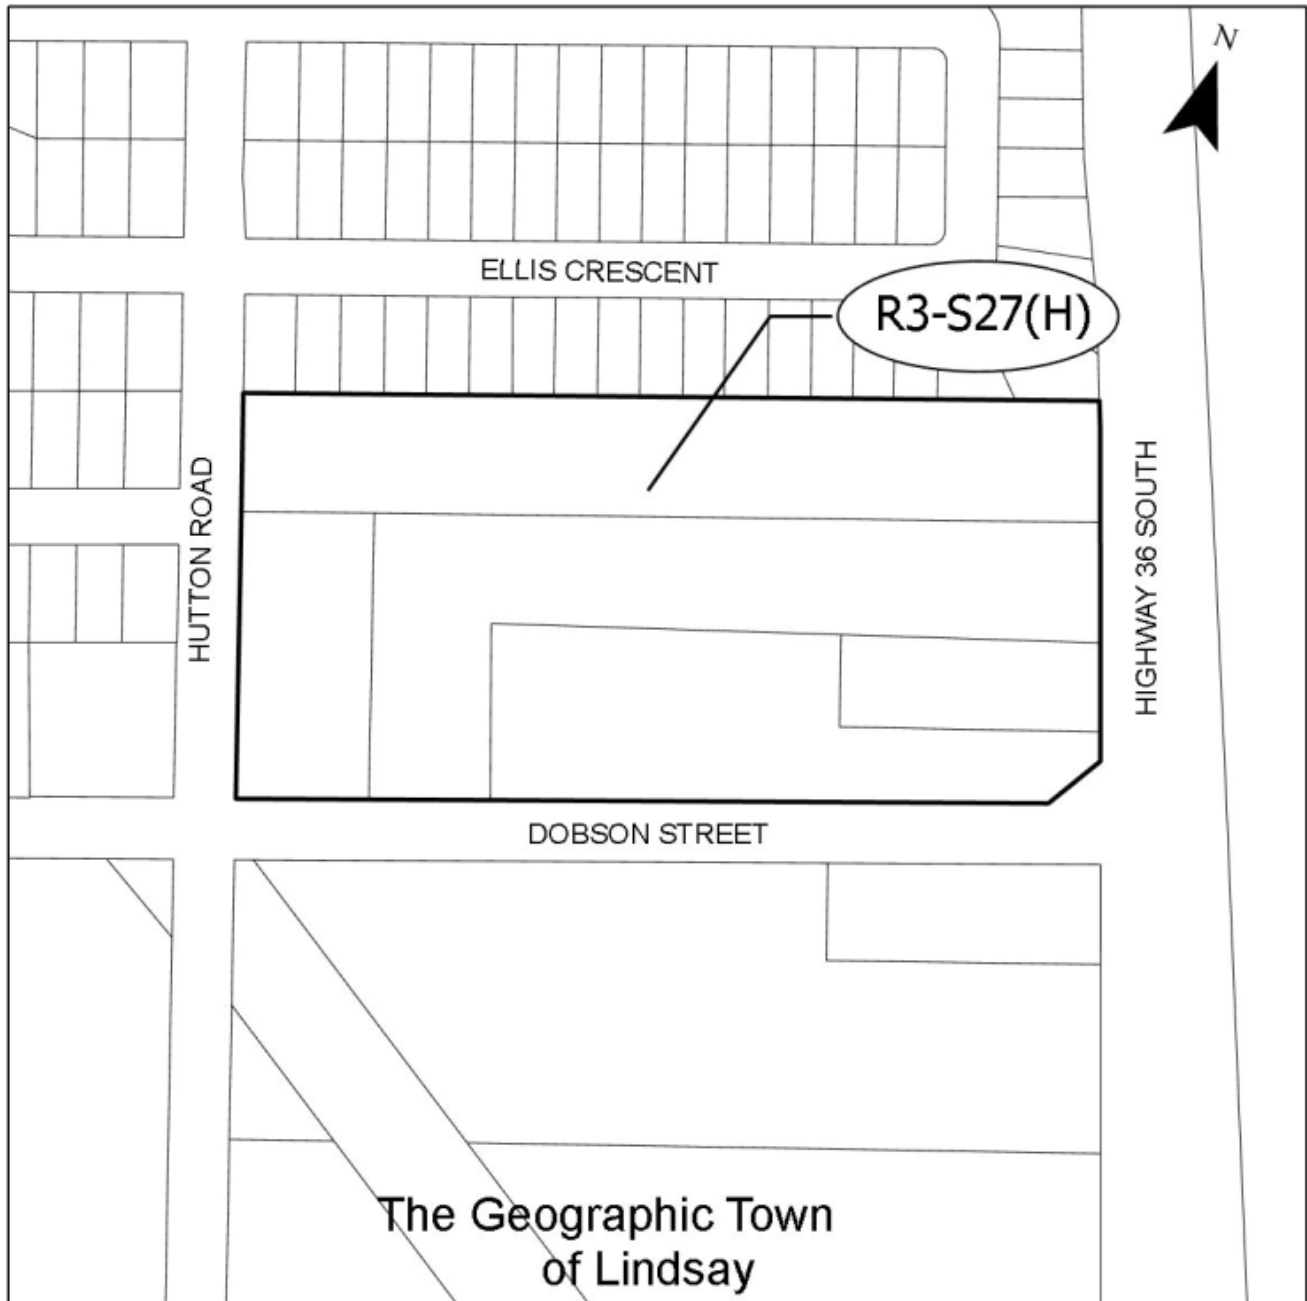 N
ELLIS CRESCENT
R3-S27(H)
HUTTON ROAD
HIGHWAY 36 SOUTH
DOBSON STREET
The Geographic Town
of Lindsay